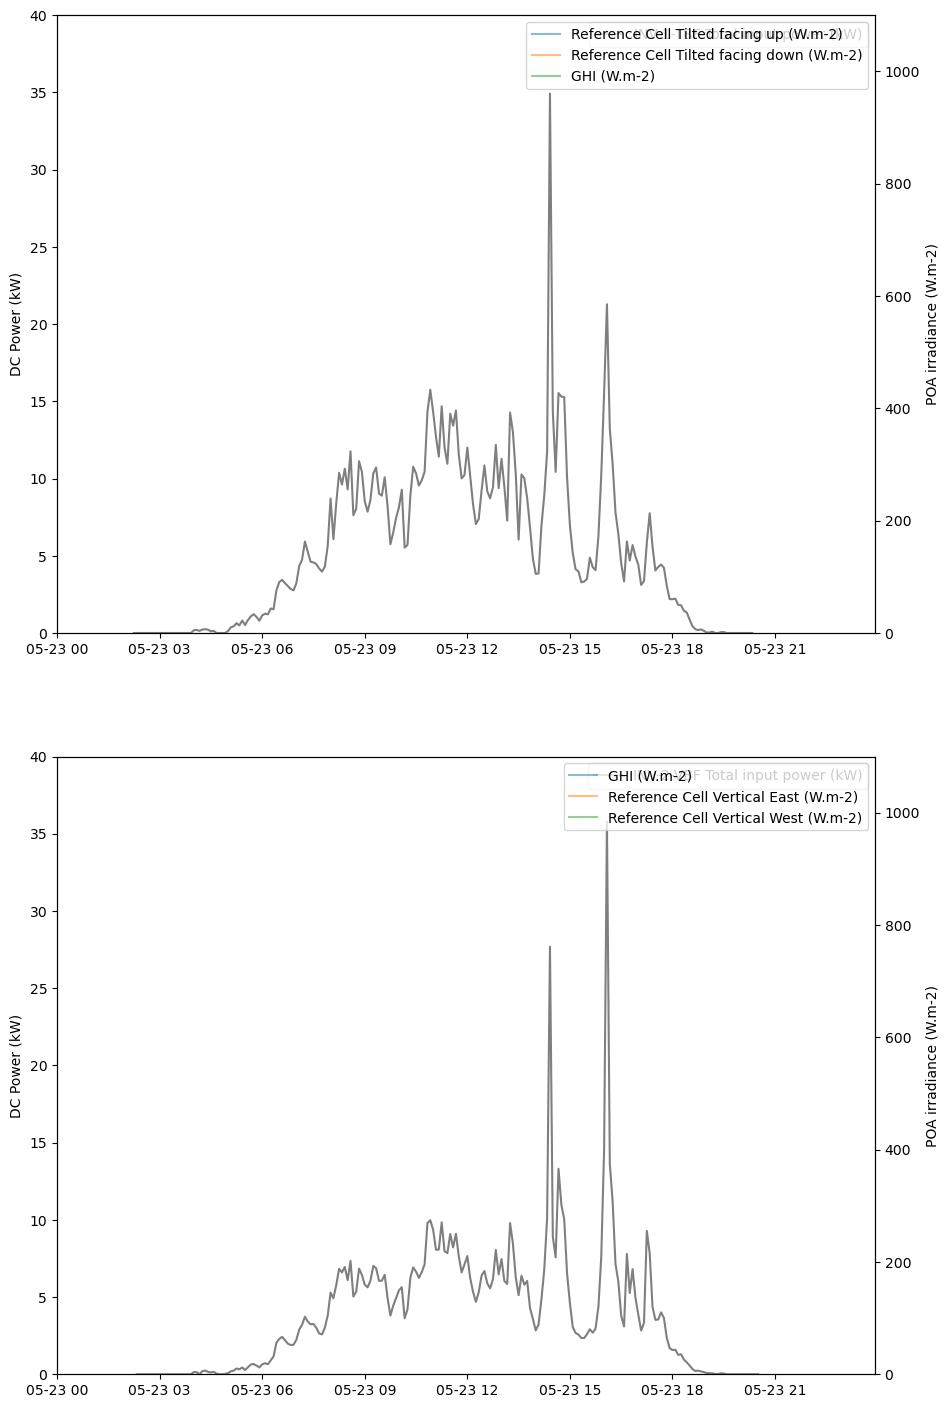 40
35
30
25
20
15
10
5
0
DC Power (kW)
Reference Cell Tilted facing up (W.m-2)
Reference Cell Tilted facing down (W.m-2)
GHI (W.m-2)
1000
800
600
400
200
0
POA irradiance (W.m-2)
05-23 00 05-23 03 05-23 06 05-23 09 05-23 12 05-23 15 05-23 18 05-23 21
40
35
30
25
20
15
10
5
0
DC Power (kW)
GHI (W.m-2) Total input power (kW)
Reference Cell Vertical East (W.m-2)
Reference Cell Vertical West (W.m-2)
1000
800
600
400
200
0
POA irradiance (W.m-2)
05-23 00 05-23 03 05-23 06 05-23 09 05-23 12 05-23 15 05-23 18 05-23 21